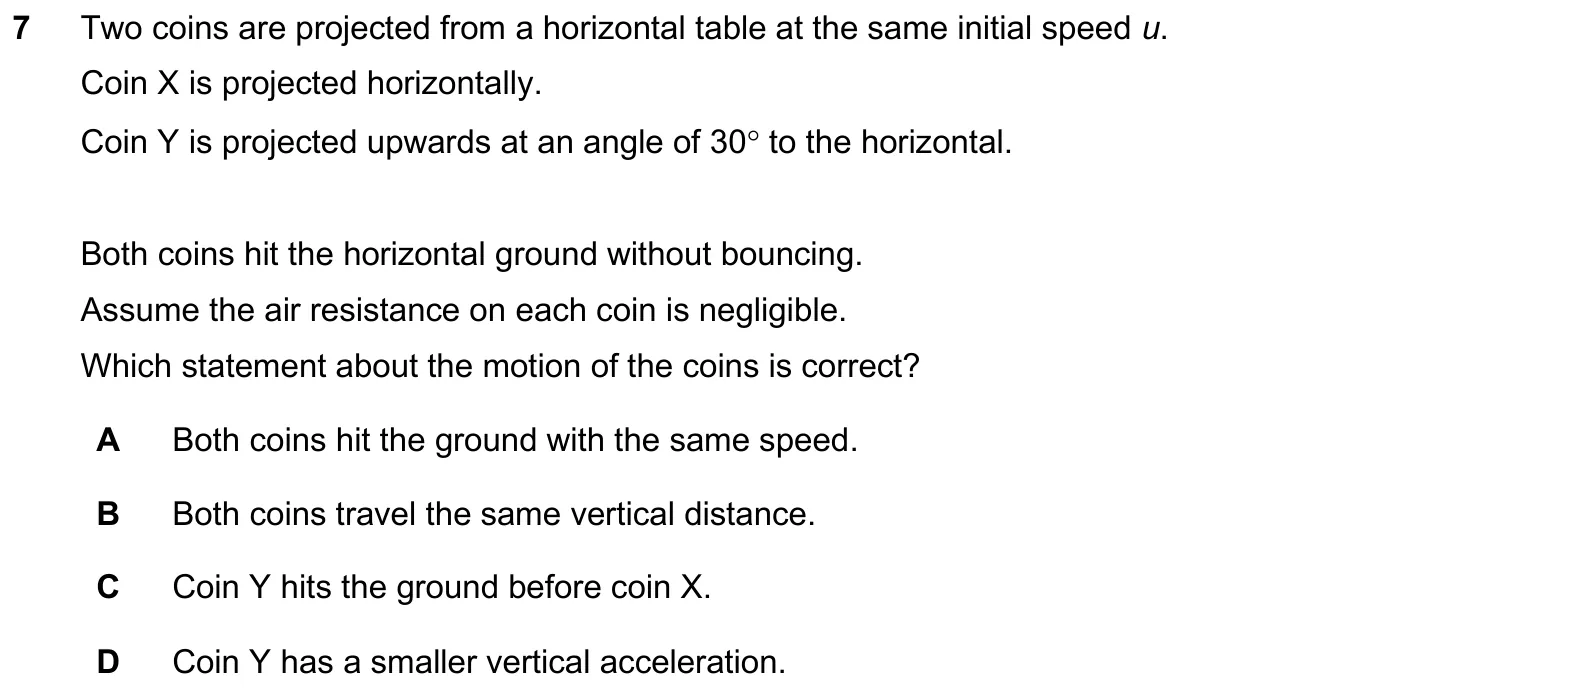 7 Two coins are projected from a horizontal table at the same initial speed u.
Coin X is projected horizontally.
Coin Y is projected upwards at an angle of 30° to the horizontal.
Both coins hit the horizontal ground without bouncing.
Assume the air resistance on each coin is negligible.
Which statement about the motion of the coins is correct?
A Both coins hit the ground with the same speed.
B Both coins travel the same vertical distance.
C Coin Y hits the ground before coin X.
D Coin Y has a smaller vertical acceleration.